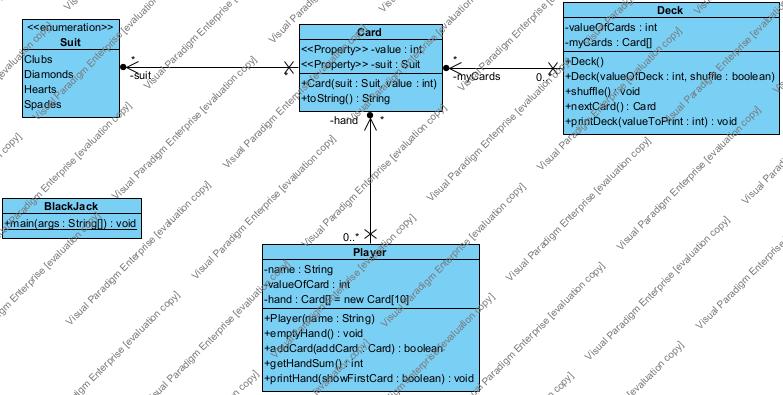 <<enumeration>>
Suit
Clubs
Diamonds
Hearts
Spades
*
-suit
*
Card
<<Property>> -value : int
<<Property>> -suit : Suit
+Card(suit : Suit, value : int)
+toString() : String
*
-myCards
0..*
Deck
-valueOfCards : int
-myCards : Card[]
+Deck()
+Deck(valueOfDeck : int, shuffle : boolean)
+shuffle() : void
+nextCard() : Card
+printDeck(valueToPrint : int) : void
-hand
*
0..*
BlackJack
+main(args : String[]) : void
Player
-name : String
-valueOfCard : int
-hand : Card[] = new Card[10]
+Player(name : String)
+emptyHand() : void
+addCard(addCard : Card) : boolean
+getHandSum() : int
+printHand(showFirstCard : boolean) : void
Visual Paradigm Enterprise [evaluation copy]